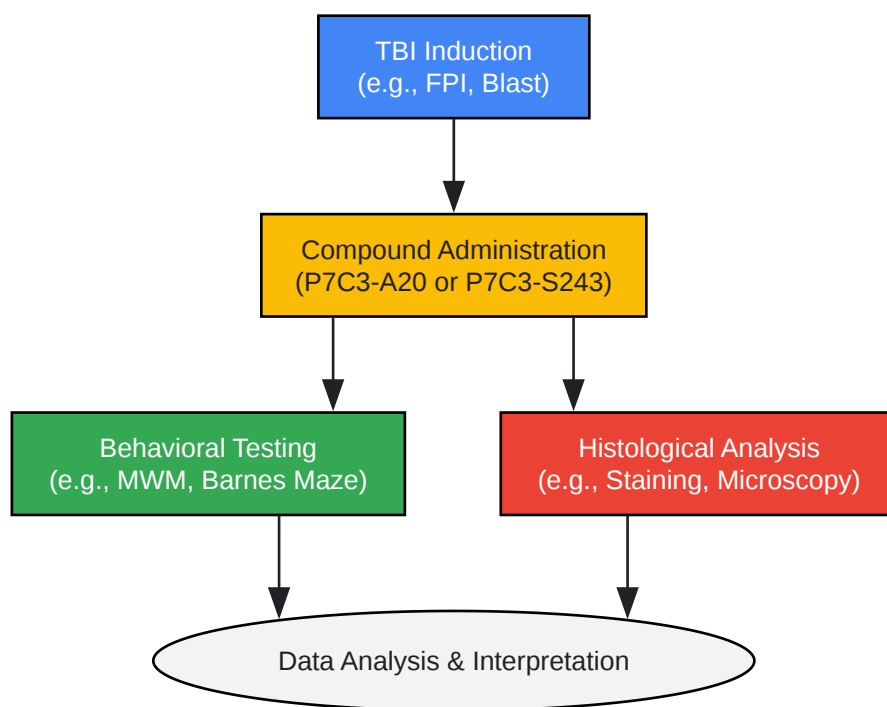 TBI Induction
(e.g., FPI, Blast)
Compound Administration
(P7C3-A20 or P7C3-S243)
Behavioral Testing
(e.g., MWM, Barnes Maze)
Histological Analysis
(e.g., Staining, Microscopy)
Data Analysis & Interpretation